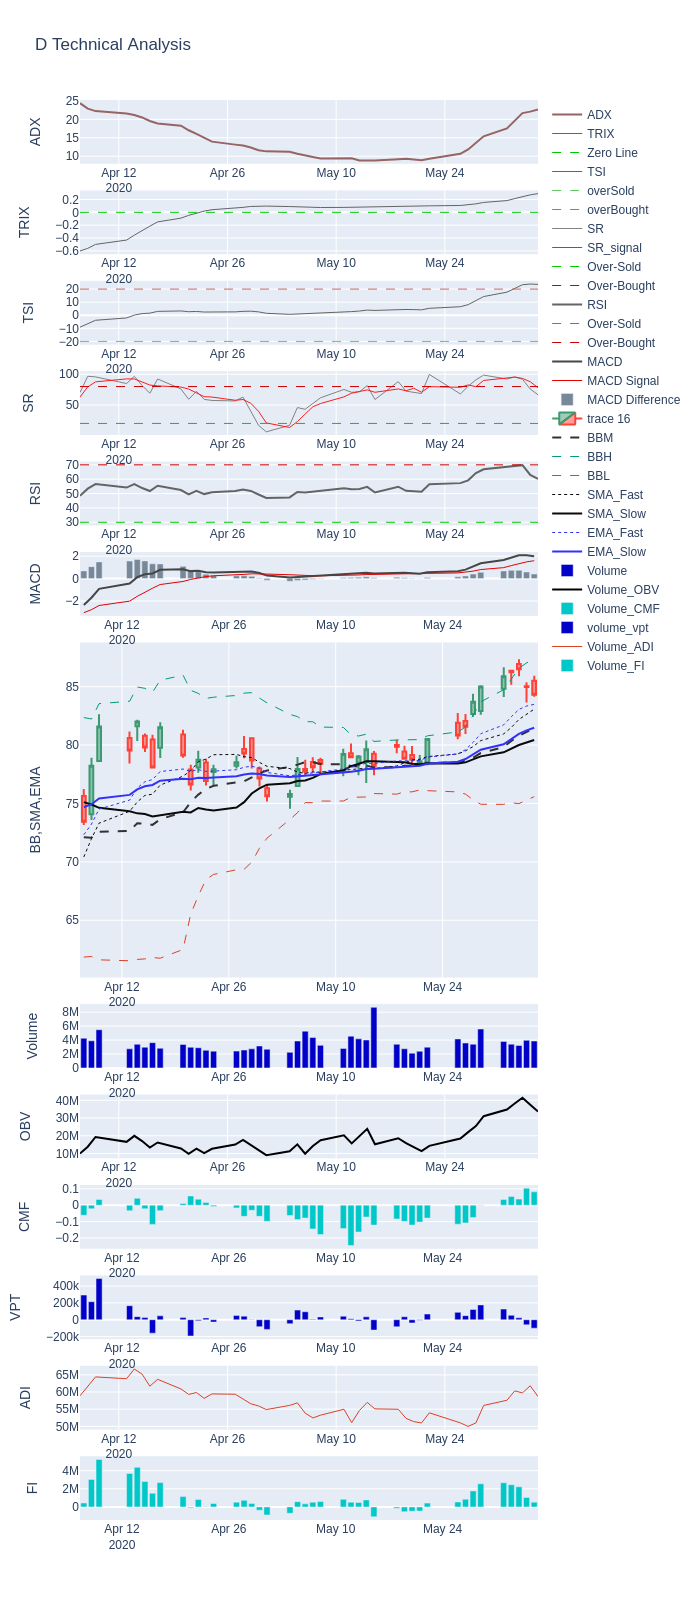 D Technical Analysis
ADX
25
20
15
10
Apr 12
2020
Apr 26
May 10
May 24
TRIX
0.2
0
−0.2
−0.4
−0.6
Apr 12
2020
Apr 26
May 10
May 24
TSI
20
10
0
−10
−20
Apr 12
2020
Apr 26
May 10
May 24
SR
100
50
Apr 12
2020
Apr 26
May 10
May 24
RSI
70
60
50
40
30
Apr 12
2020
Apr 26
May 10
May 24
MACD
2
0
−2
Apr 12
2020
Apr 26
May 10
May 24
BB,SMA,EMA
85
80
75
70
65
Apr 12
2020
Apr 26
May 10
May 24
Volume
8M
6M
4M
2M
0
Apr 12
2020
Apr 26
May 10
May 24
OBV
40M
30M
20M
10M
Apr 12
2020
Apr 26
May 10
May 24
CMF
0.1
0
−0.1
−0.2
Apr 12
2020
Apr 26
May 10
May 24
VPT
400k
200k
0
−200k
Apr 12
2020
Apr 26
May 10
May 24
ADI
65M
60M
55M
50M
Apr 12
2020
Apr 26
May 10
May 24
FI
4M
2M
0
Apr 12
2020
Apr 26
May 10
May 24
ADX
TRIX
Zero Line
TSI
overSold
overBought
SR
SR_signal
Over-Sold
Over-Bought
RSI
Over-Sold
Over-Bought
MACD
MACD Signal
MACD Difference
trace 16
BBM
BBH
BBL
SMA_Fast
SMA_Slow
EMA_Fast
EMA_Slow
Volume
Volume_OBV
Volume_CMF
volume_vpt
Volume_ADI
Volume_FI